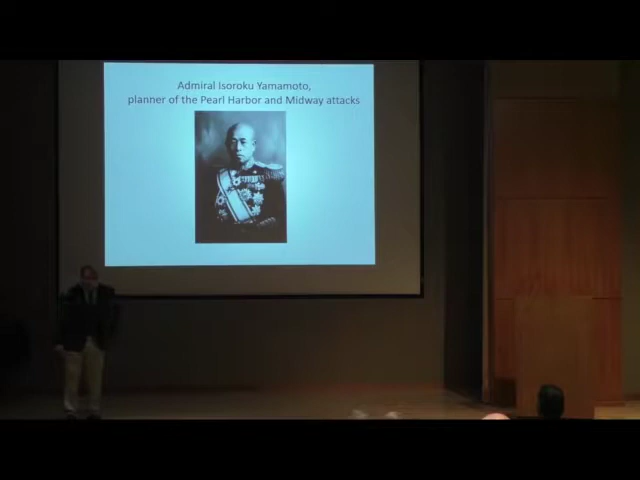 Admiral Isoroku Yamamoto,
planner of the Pearl Harbor and Midway attacks